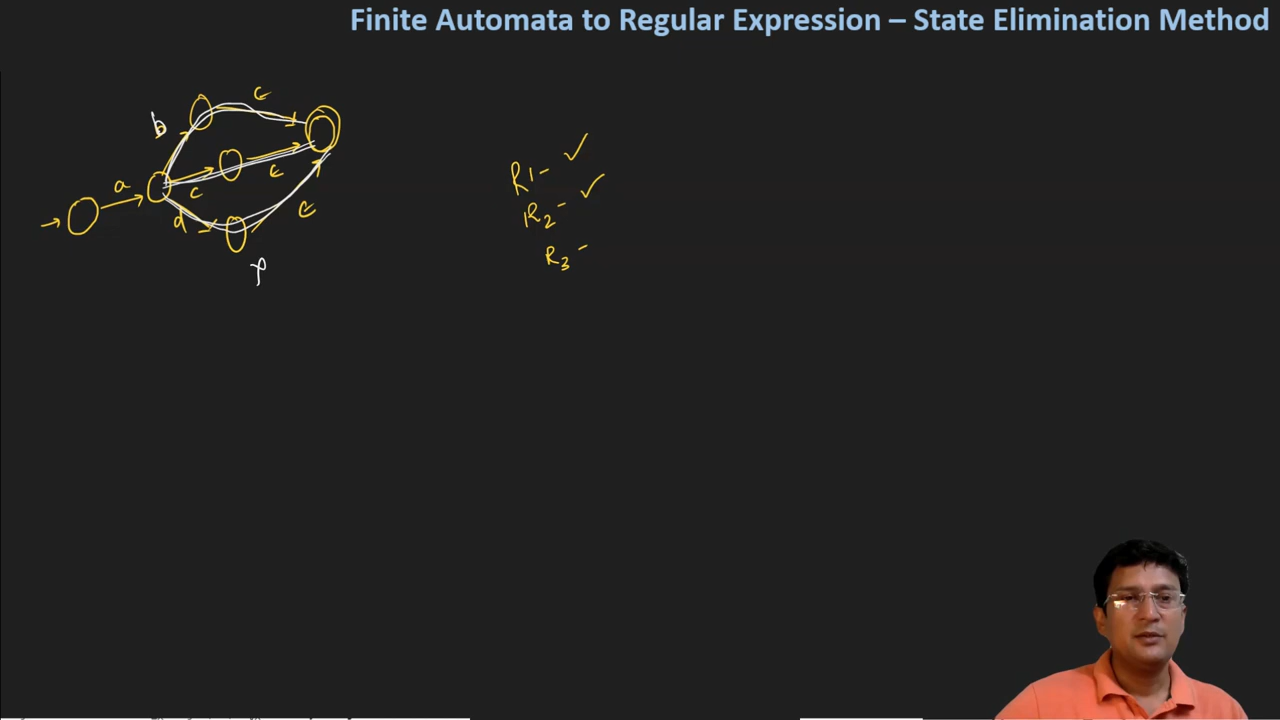 Finite Automata to Regular Expression – State Elimination Method
b
a
c
d
R1-
R2-
R3-